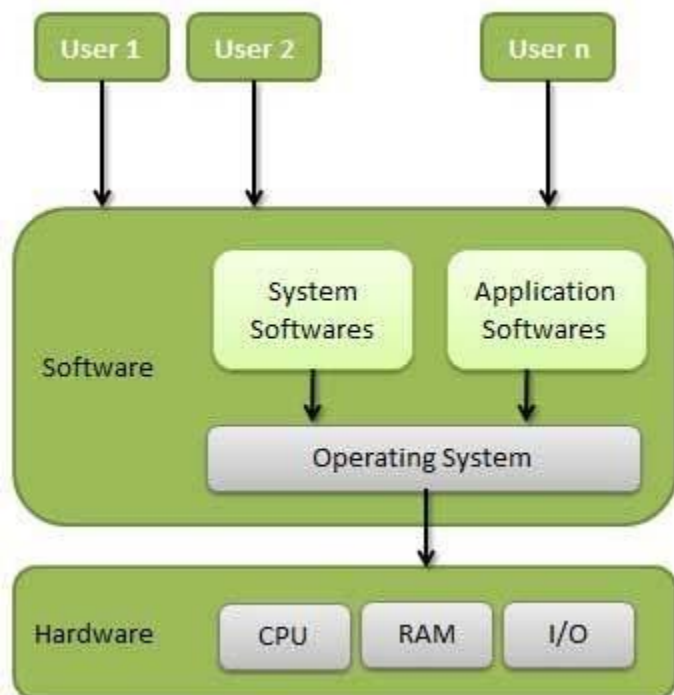 User 1
User 2
User n
System
Softwares
Application
Softwares
Software
Operating System
Hardware
CPU
RAM
I/O